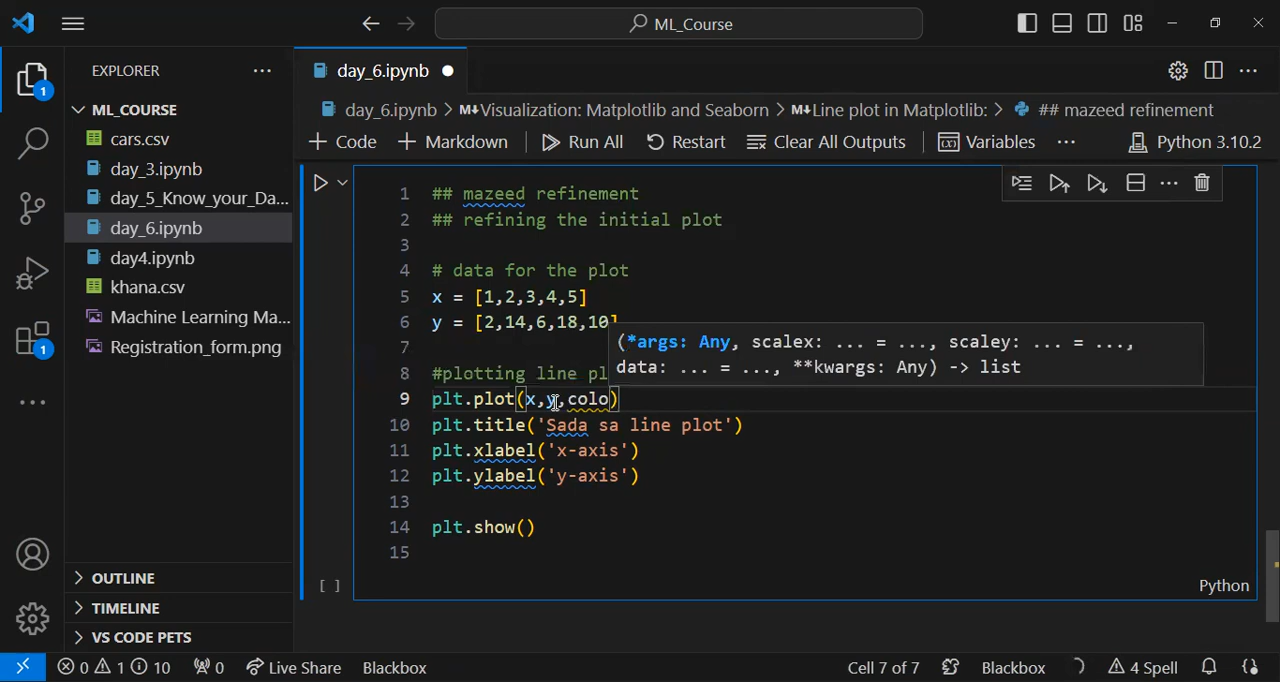 ML_Course
EXPLORER
day_6.ipynb
ML_COURSE
cars.csv
day_3.ipynb
day_5_Know_your_Da...
day_6.ipynb
day4.ipynb
khana.csv
Machine Learning Ma...
Registration_form.png
OUTLINE
TIMELINE
VS CODE PETS
1
1
day_6.ipynb > M↓Visualization: Matplotlib and Seaborn > M↓Line plot in Matplotlib: > ## mazeed refinement
+ Code + Markdown Run All Restart Clear All Outputs Variables ... Python 3.10.2
1 ## mazeed refinement
2 ## refining the initial plot
3
4 # data for the plot
5 x = [1,2,3,4,5]
6 y = [2,14,6,18,10]
7
8 #plotting line pl
(*args: Any, scalex: ... = ..., scaley: ... = ...,
data: ... = ..., **kwargs: Any) -> list
9 plt.plot(x,y,colo)
10 plt.title('Sada sa line plot')
11 plt.xlabel('x-axis')
12 plt.ylabel('y-axis')
13
14 plt.show()
15
[ ] Python
0 1 10 0 Live Share Blackbox Cell 7 of 7 Blackbox 4 Spell